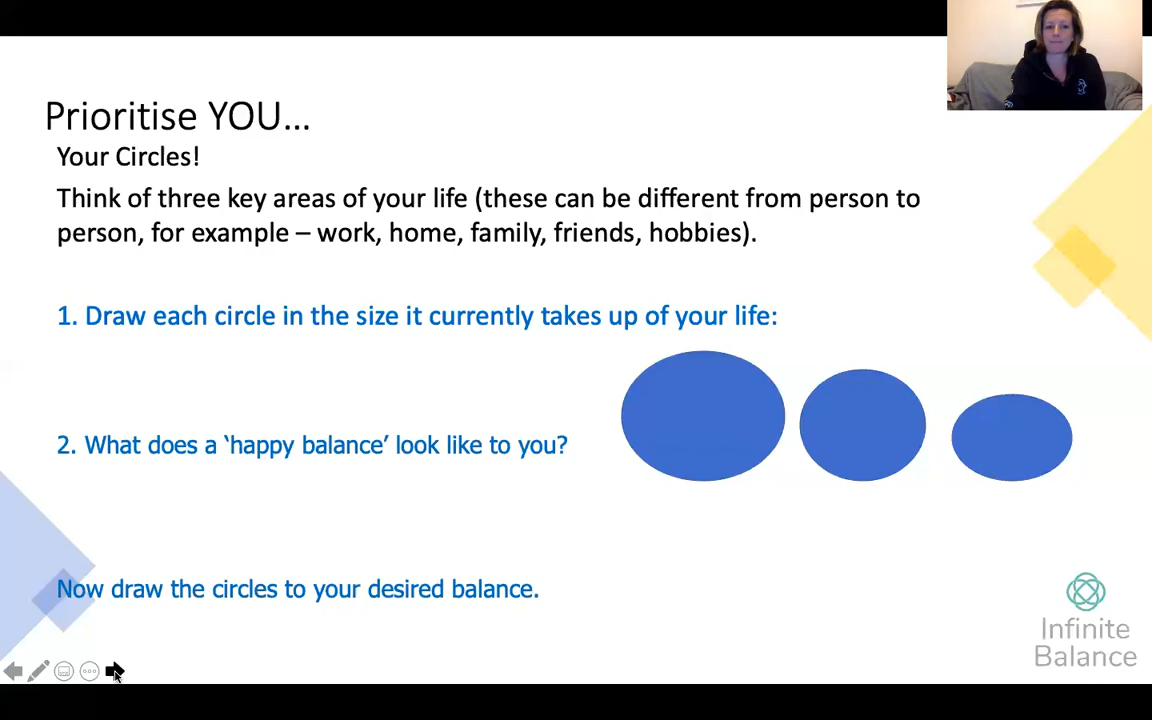 Prioritise YOU...
Your Circles!
Think of three key areas of your life (these can be different from person to
person, for example – work, home, family, friends, hobbies).
1. Draw each circle in the size it currently takes up of your life:
2. What does a ‘happy balance’ look like to you?
Now draw the circles to your desired balance.
Infinite
Balance